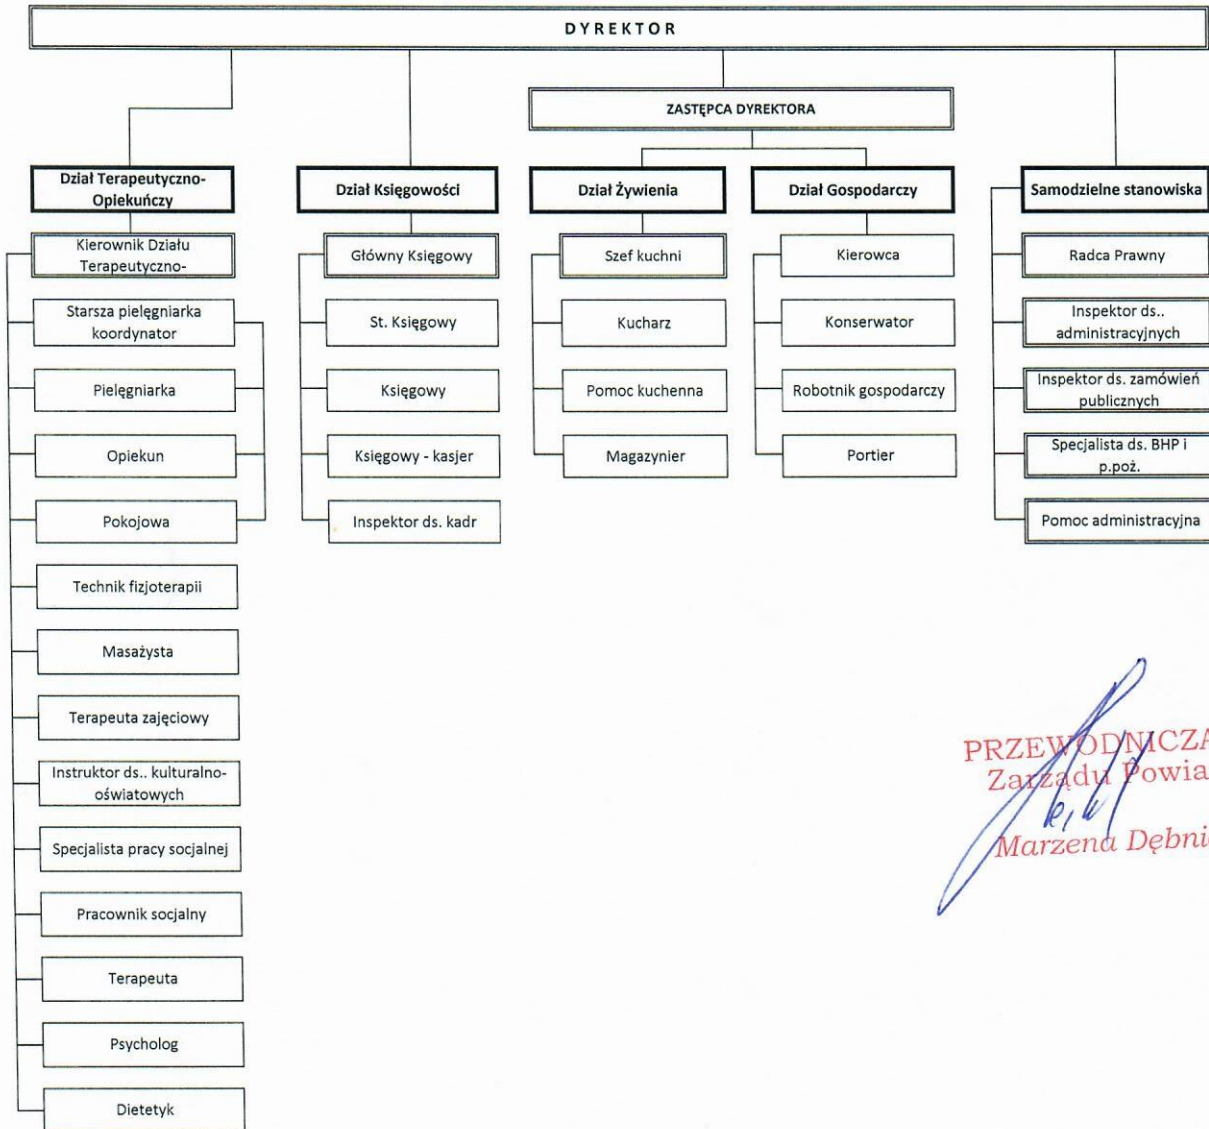 DYREKTOR
ZASTĘPCA DYREKTORA
Dział Terapeutyczno-
Opiekuńczy
Kierownik Działu
Terapeutyczno-
Starsza pielęgniarka
koordynator
Pielęgniarka
Opiekun
Pokojowa
Technik fizjoterapii
Masażysta
Terapeuta zajęciowy
Instruktor ds.. kulturalno-
oświatowych
Specjalista pracy socjalnej
Pracownik socjalny
Terapeuta
Psycholog
Dietetyk
Dział Księgowości
Główny Księgowy
St. Księgowy
Księgowy
Księgowy - kasjer
Inspektor ds. kadr
Dział Żywienia
Szef kuchni
Kucharz
Pomoc kuchenna
Magazynier
Dział Gospodarczy
Kierowca
Konserwator
Robotnik gospodarczy
Portier
Samodzielne stanowiska
Radca Prawny
Inspektor ds..
administracyjnych
Inspektor ds. zamówień
publicznych
Specjalista ds. BHP i
p.poż.
Pomoc administracyjna
PRZEWODNICZA
Zarządu Powia
Marzena Dębni